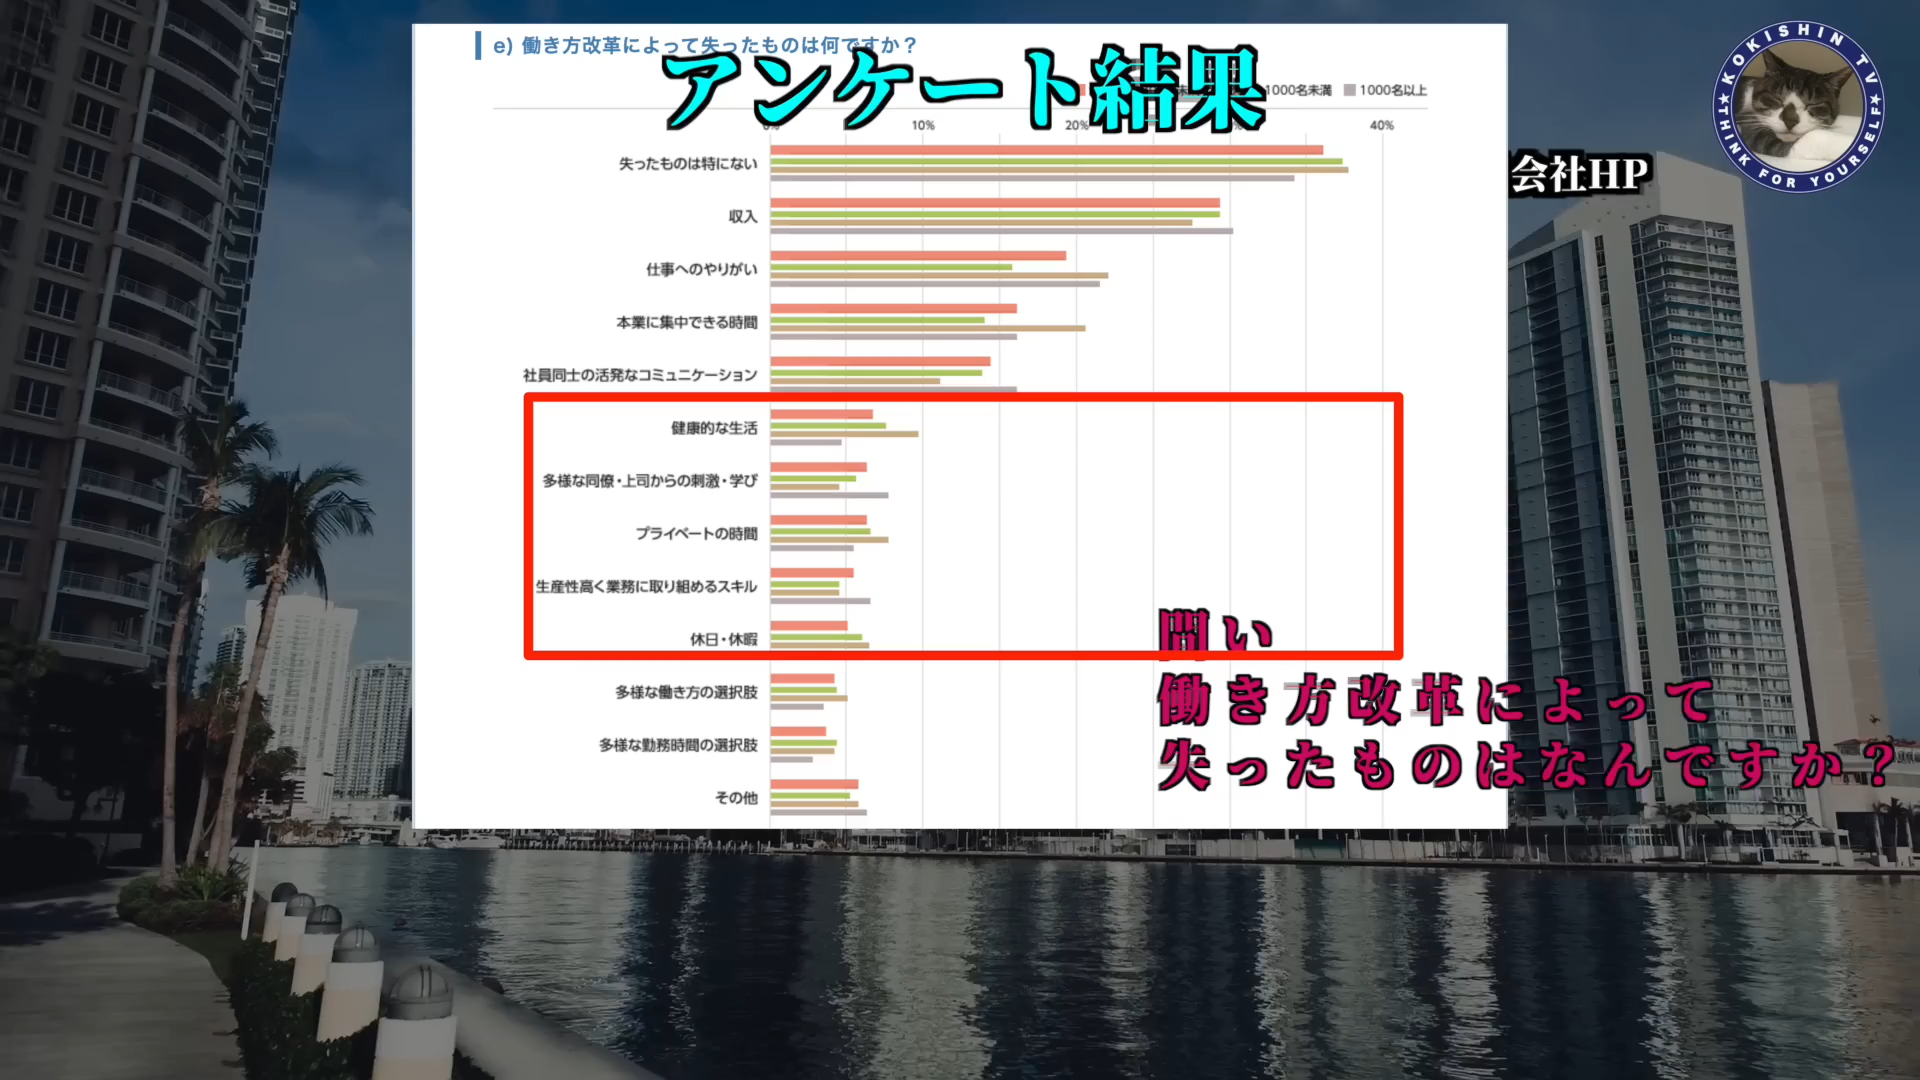 e) 働き方改革によって失ったものは何ですか？
アンケート結果
1000名未満
1000名以上
10%
20%
40%
失ったものは特にない
収入
仕事へのやりがい
本業に集中できる時間
社員同士の活発なコミュニケーション
健康的な生活
多様な同僚・上司からの刺激・学び
プライベートの時間
生産性高く業務に取り組めるスキル
休日・休暇
多様な働き方の選択肢
多様な勤務時間の選択肢
その他
会社HP
KOKISHIN TV
★THINK FOR YOURSELF★
問い
働き方改革によって
失ったものはなんですか？